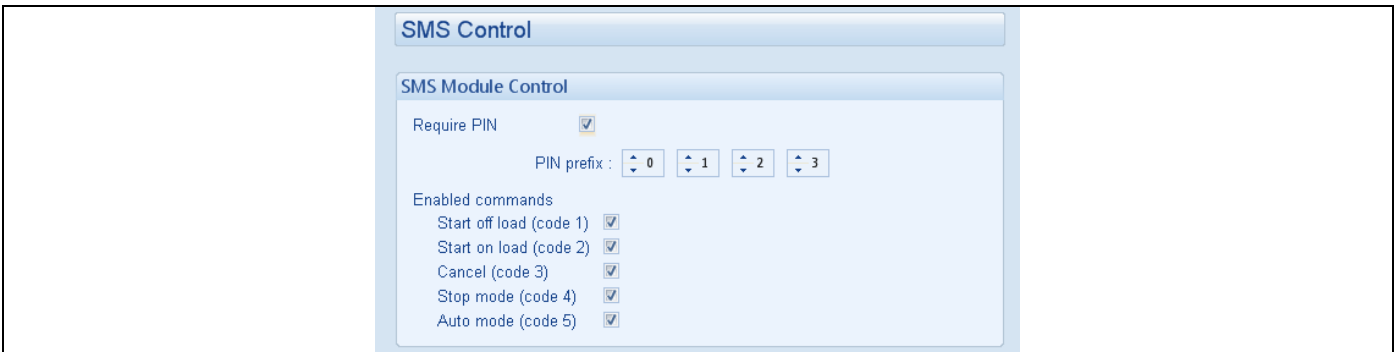 SMS Control
SMS Module Control
Require PIN
PIN prefix : 0 1 2 3
Enabled commands
Start off load (code 1)
Start on load (code 2)
Cancel (code 3)
Stop mode (code 4)
Auto mode (code 5)